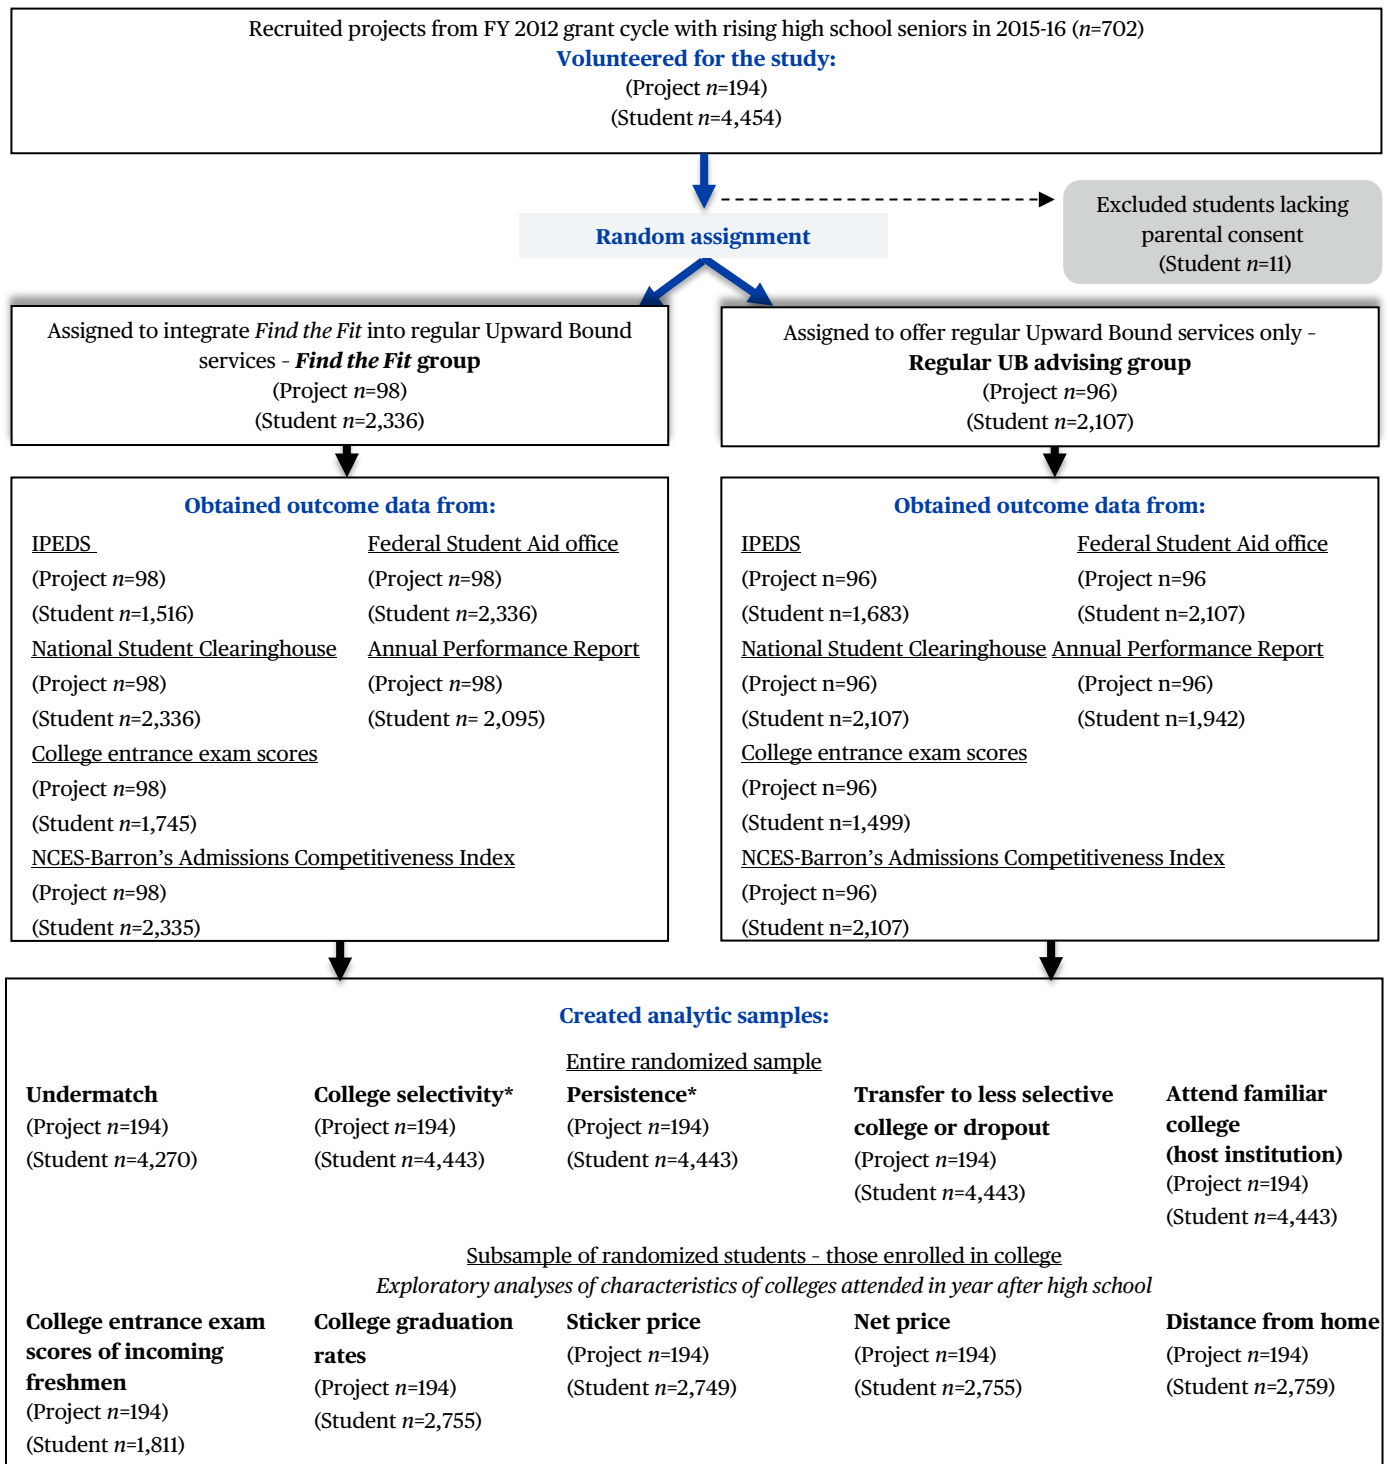 Recruited projects from FY 2012 grant cycle with rising high school seniors in 2015-16 (n=702)
Volunteered for the study:
(Project n=194)
(Student n=4,454)
Excluded students lacking
parental consent
(Student n=11)
Random assignment
Assigned to integrate Find the Fit into regular Upward Bound
services – Find the Fit group
(Project n=98)
(Student n=2,336)
Assigned to offer regular Upward Bound services only –
Regular UB advising group
(Project n=96)
(Student n=2,107)
Obtained outcome data from:
IPEDS
(Project n=98)
(Student n=1,516)
Federal Student Aid office
(Project n=98)
(Student n=2,336)
National Student Clearinghouse
(Project n=98)
(Student n=2,336)
Annual Performance Report
(Project n=98)
(Student n= 2,095)
College entrance exam scores
(Project n=98)
(Student n=1,745)
NCES-Barron’s Admissions Competitiveness Index
(Project n=98)
(Student n=2,335)
Obtained outcome data from:
IPEDS
(Project n=96)
(Student n=1,683)
Federal Student Aid office
(Project n=96
(Student n=2,107)
National Student Clearinghouse
(Project n=96)
(Student n=2,107)
Annual Performance Report
(Project n=96)
(Student n=1,942)
College entrance exam scores
(Project n=96)
(Student n=1,499)
NCES-Barron’s Admissions Competitiveness Index
(Project n=96)
(Student n=2,107)
Created analytic samples:
Entire randomized sample
Undermatch
(Project n=194)
(Student n=4,270)
College selectivity*
(Project n=194)
(Student n=4,443)
Persistence*
(Project n=194)
(Student n=4,443)
Transfer to less selective
college or dropout
(Project n=194)
(Student n=4,443)
Attend familiar
college
(host institution)
(Project n=194)
(Student n=4,443)
Subsample of randomized students – those enrolled in college
Exploratory analyses of characteristics of colleges attended in year after high school
College entrance exam
scores of incoming
freshmen
(Project n=194)
(Student n=1,811)
College graduation
rates
(Project n=194)
(Student n=2,755)
Sticker price
(Project n=194)
(Student n=2,749)
Net price
(Project n=194)
(Student n=2,755)
Distance from home
(Project n=194)
(Student n=2,759)